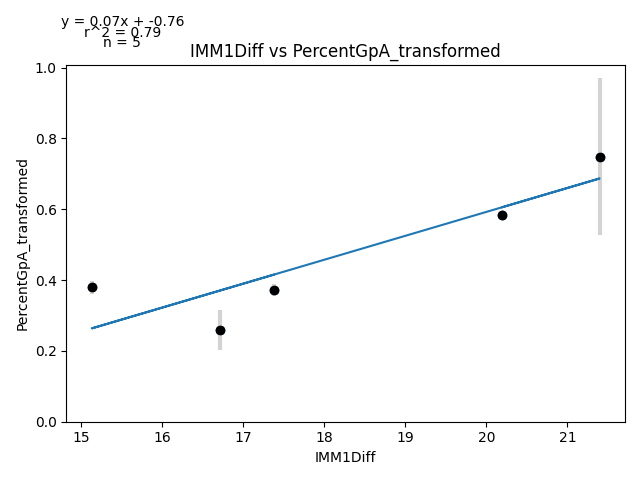 y = 0.07x + -0.76
r^2 = 0.79
n = 5
IMM1Diff vs PercentGpA_transformed
PercentGpA_transformed
1.0
0.8
0.6
0.4
0.2
0.0
15 16 17 18 19 20 21
IMM1Diff